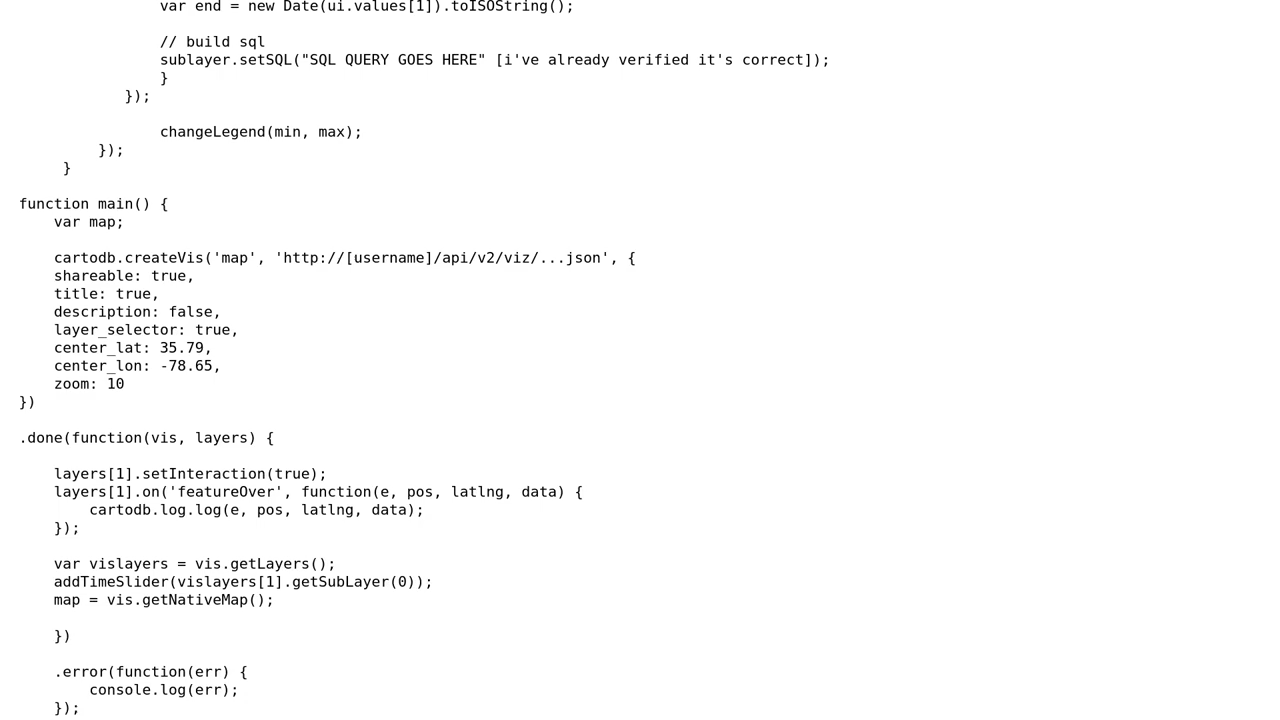 var end = new Date(ui.values[1]).toISOString();
// build sql
sublayer.setSQL("SQL QUERY GOES HERE" [i've already verified it's correct]);
}
});
changeLegend(min, max);
});
}
function main() {
var map;
cartodb.createVis('map', 'http://[username]/api/v2/viz/...json', {
shareable: true,
title: true,
description: false,
layer_selector: true,
center_lat: 35.79,
center_lon: -78.65,
zoom: 10
})
.done(function(vis, layers) {
layers[1].setInteraction(true);
layers[1].on('featureOver', function(e, pos, latlng, data) {
cartodb.log.log(e, pos, latlng, data);
});
var vislayers = vis.getLayers();
addTimeSlider(vislayers[1].getSubLayer(0));
map = vis.getNativeMap();
})
.error(function(err) {
console.log(err);
});